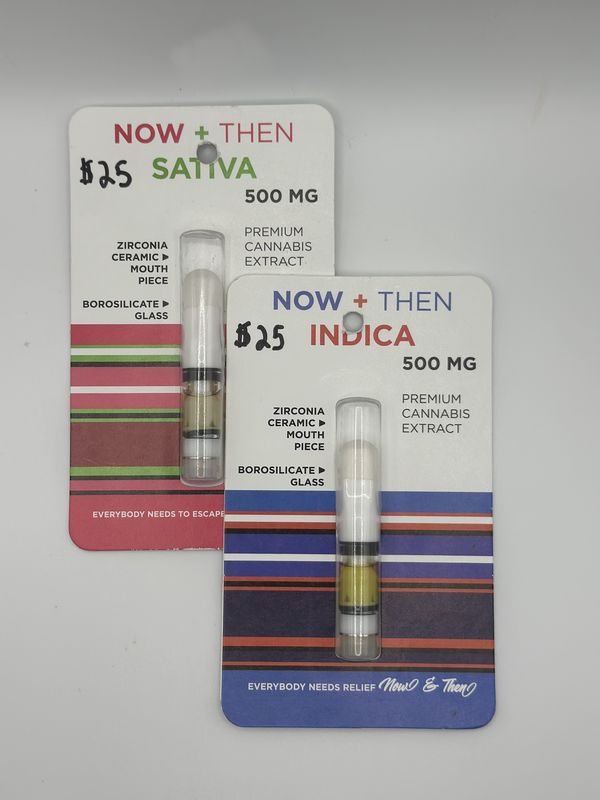 NOW + THEN
SATIVA
$25
500 MG
PREMIUM
CANNABIS
EXTRACT
ZIRCONIA
CERAMIC ▶
MOUTH
PIECE
BOROSILICATE ▶
GLASS
EVERYBODY NEEDS TO ESCAPE
NOW + THEN
INDICA
$25
500 MG
PREMIUM
CANNABIS
EXTRACT
ZIRCONIA
CERAMIC ▶
MOUTH
PIECE
BOROSILICATE ▶
GLASS
EVERYBODY NEEDS RELIEF Now & Then